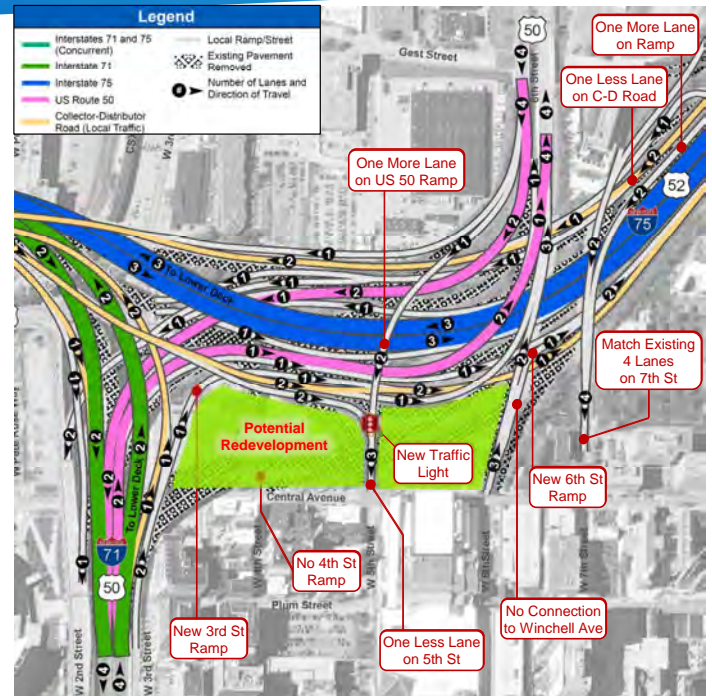 Legend
Interstates 71 and 75
(Concurrent)
Interstate 71
Interstate 75
US Route 50
Collector-Distributor
Road (Local Traffic)
Local Ramp/Street
Existing Pavement
Removed
Number of Lanes and
Direction of Travel
50
Gest Street
6th Street
One More Lane
on Ramp
One Less Lane
on C-D Road
One More Lane
on US 50 Ramp
52
75
To Lower Deck
Match Existing
4 Lanes
on 7th St
W Pete Rose Way
Potential
Redevelopment
New Traffic
Light
To Lower Deck
New 6th St
Ramp
Central Avenue
71
50
No 4th St
Ramp
W 4th Street
W 5th Street
W 6th Street
W 7th Street
Plum Street
No Connection
to Winchell Ave
New 3rd St
Ramp
One Less Lane
on 5th St
W 2nd Street
W 3rd Street